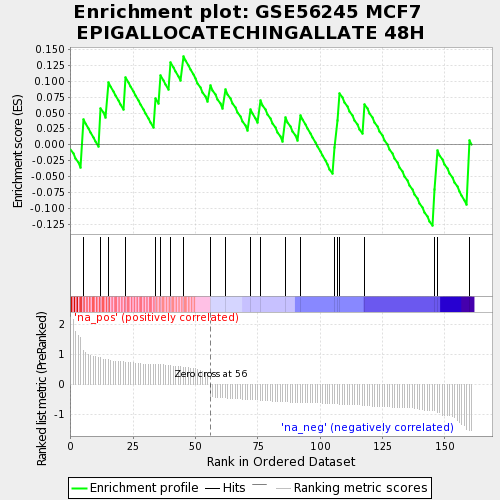 Enrichment plot: GSE56245 MCF7
EPIGALLOCATECHINGALLATE 48H
Enrichment score (ES)
0.150
0.125
0.100
0.075
0.050
0.025
0.000
-0.025
-0.050
-0.075
-0.100
-0.125
Ranked list metric (PreRanked)
2
1
0
-1
'na_pos' (positively correlated)
Zero cross at 56
'na_neg' (negatively correlated)
0 25 50 75 100 125 150
Rank in Ordered Dataset
Enrichment profile Hits Ranking metric scores